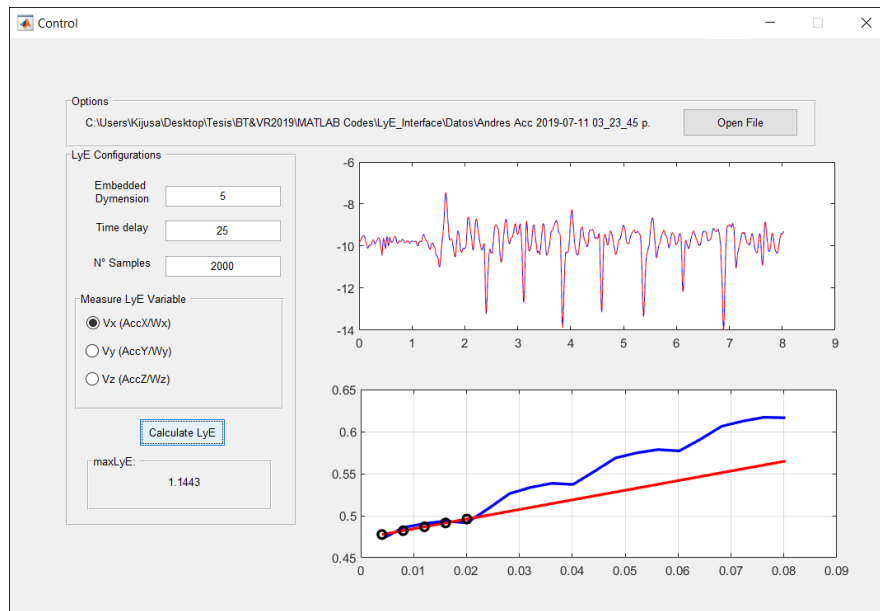 Control
Options
C:\Users\Kijusa\Desktop\Tesis\BT&VR2019\MATLAB Codes\LyE_Interface\Datos\Andres Acc 2019-07-11 03_23_45 p.
Open File
LyE Configurations
Embedded
Dymension
5
Time delay
25
N° Samples
2000
Measure LyE Variable
Vx (AccX/Wx)
Vy (AccY/Wy)
Vz (AccZ/Wz)
Calculate LyE
maxLyE:
1.1443
-6
-8
-10
-12
-14
0 1 2 3 4 5 6 7 8 9
0.65
0.6
0.55
0.5
0.45
0 0.01 0.02 0.03 0.04 0.05 0.06 0.07 0.08 0.09